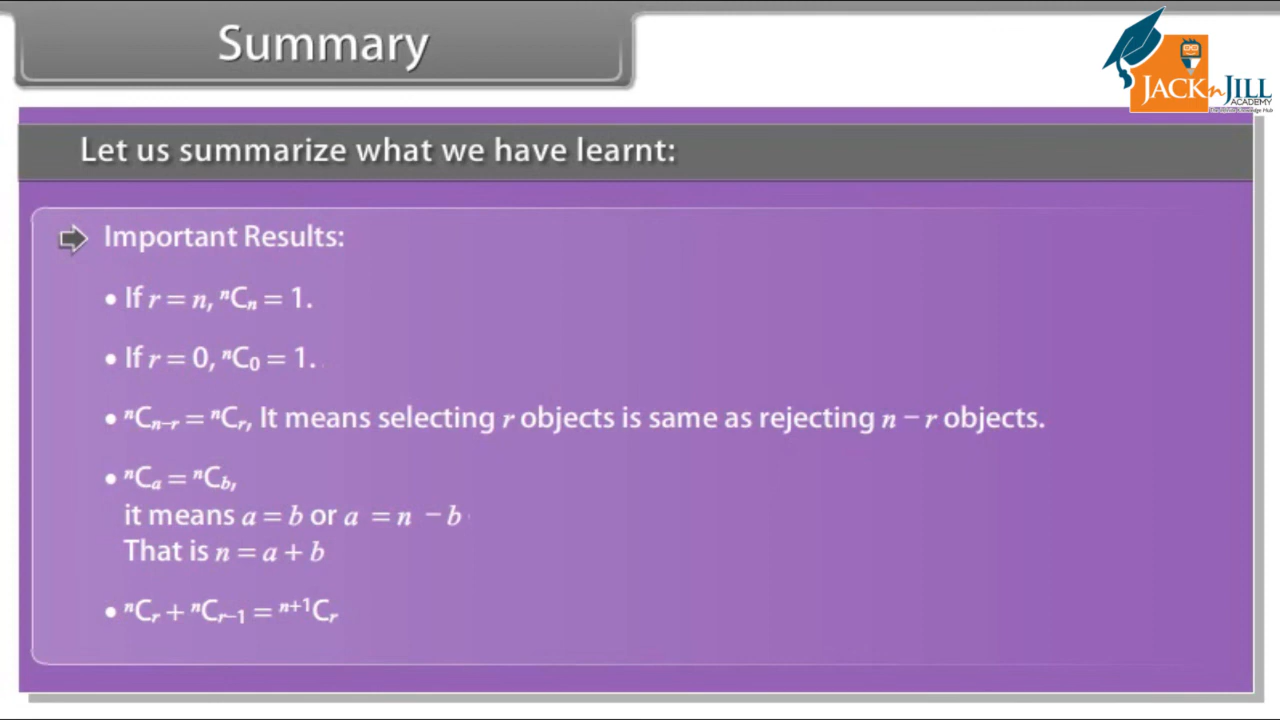 Summary
JACK n JILL
ACADEMY
Let us summarize what we have learnt:
Important Results:
• If r = n, ⁿCₙ = 1.
• If r = 0, ⁿC₀ = 1.
• ⁿCₙ₋ᵣ = ⁿCᵣ, It means selecting r objects is same as rejecting n − r objects.
• ⁿCₐ = ⁿC_b,
it means a = b or a = n − b
That is n = a + b
• ⁿCᵣ + ⁿCᵣ₋₁ = ⁿ⁺¹Cᵣ